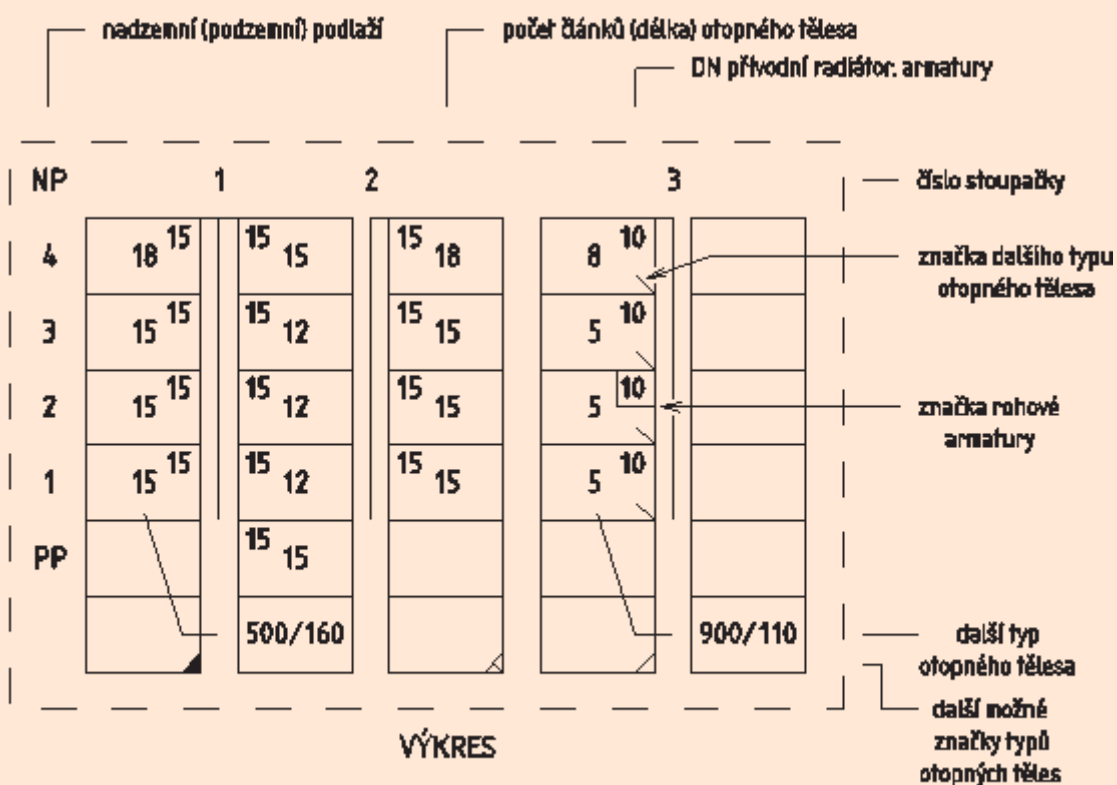 nadzemní (podzemní) podlaží
počet článků (délka) otopného tělesa
DN přívodní radiátor. armatury
NP 1 2 3
číslo stoupačky
4 18 15 15 15 15 18 8 10
značka dalšího typu
otopného tělesa
3 15 15 15 12 15 15 5 10
2 15 15 15 12 15 15 5 10
značka rohové
armatury
1 15 15 15 12 15 15 5 10
PP 15 15
500/160 900/110
další typ
otopného tělesa
další možné
značky typů
otopných těles
VÝKRES